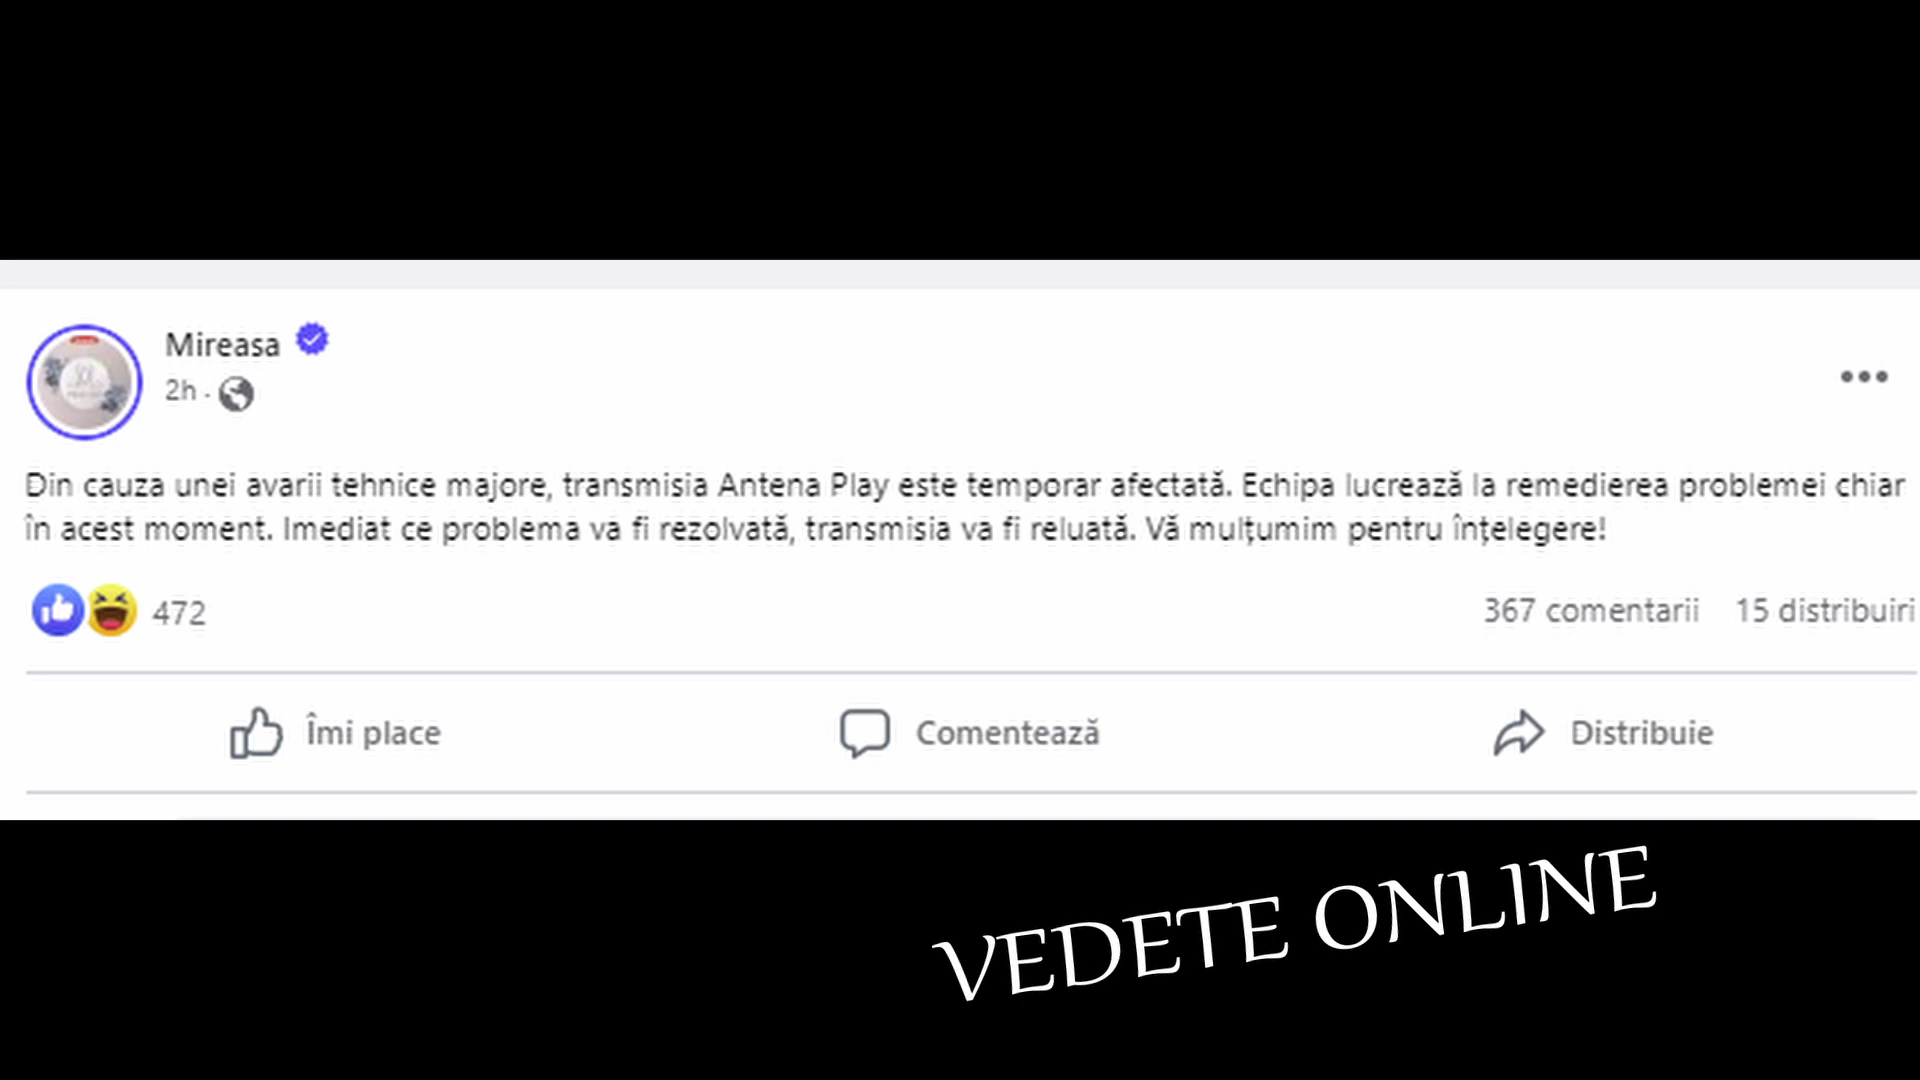 Mireasa
2h ·
Din cauza unei avarii tehnice majore, transmisia Antena Play este temporar afectată. Echipa lucrează la remedierea problemei chiar
în acest moment. Imediat ce problema va fi rezolvată, transmisia va fi reluată. Vă mulțumim pentru înțelegere!
472 367 comentarii 15 distribuiri
Îmi place Comentează Distribuie
VEDETE ONLINE